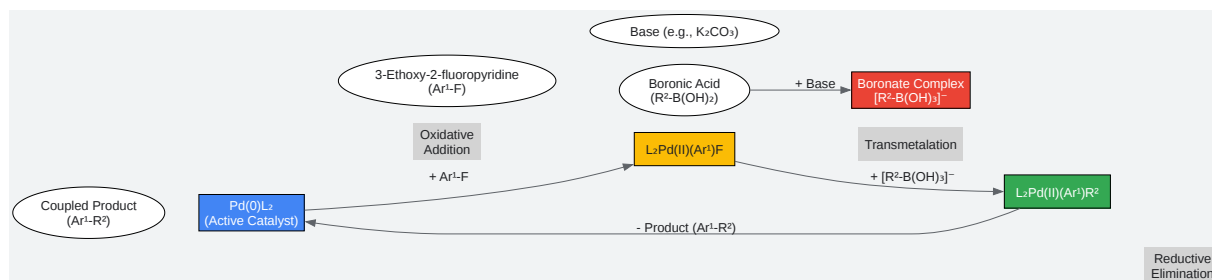 Base (e.g., K₂CO₃)
3-Ethoxy-2-fluoropyridine
(Ar¹-F)
Boronic Acid
(R²-B(OH)₂)
+ Base
Boronate Complex
[R²-B(OH)₃]⁻
Oxidative
Addition
L₂Pd(II)(Ar¹)F
Transmetalation
+ Ar¹-F
+ [R²-B(OH)₃]⁻
L₂Pd(II)(Ar¹)R²
Coupled Product
(Ar¹-R²)
Pd(0)L₂
(Active Catalyst)
- Product (Ar¹-R²)
Reductive
Elimination